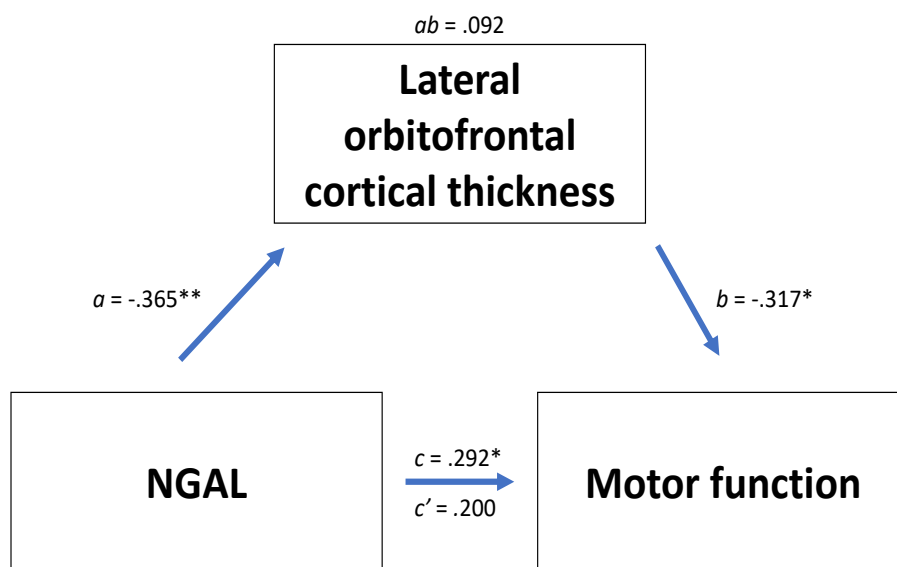 ab = .092
Lateral
orbitofrontal
cortical thickness
a = -.365**
b = -.317*
NGAL
c = .292*
c’ = .200
Motor function